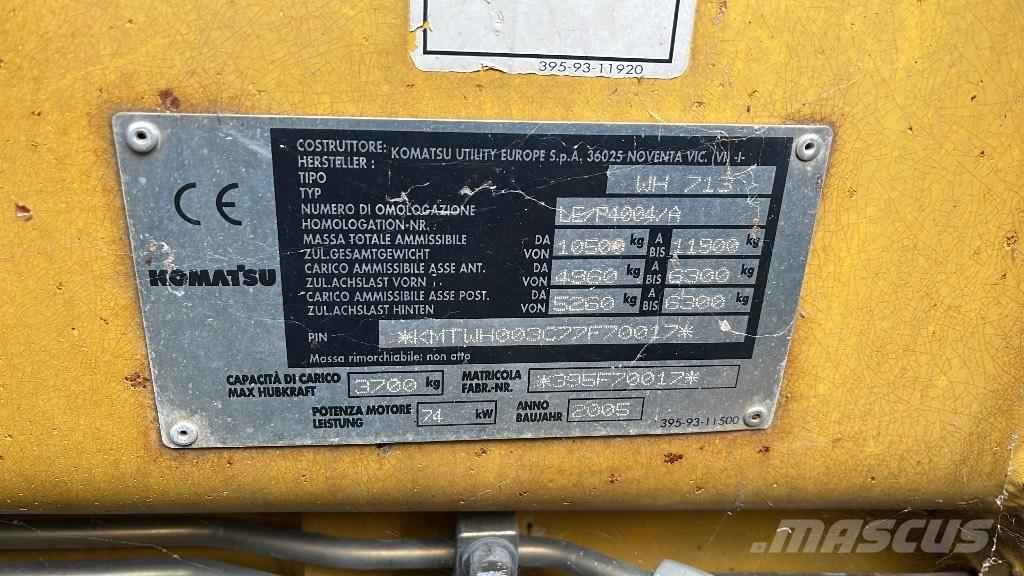 395-93-11920
COSTRUTTORE: KOMATSU UTILITY EUROPE S.p.A. 36025 NOVENTA VIC. (VI) -I-
HERSTELLER :
TIPO
TYP
WH 713
NUMERO DI OMOLOGAZIONE
HOMOLOGATION-NR. :
LE/P4004/A
MASSA TOTALE AMMISSIBILE DA A
ZUL.GESAMTGEWICHT VON 10500 kg BIS 11900 kg
CARICO AMMISSIBILE ASSE ANT. DA A
ZUL.ACHSLAST VORN : VON 4960 kg BIS 6300 kg
CARICO AMMISSIBILE ASSE POST. DA A
ZUL.ACHSLAST HINTEN VON 5260 kg BIS 6300 kg
PIN *KMTWH003C77F70017*
Massa rimorchiabile: non atto
CE
KOMATSU
CAPACITÀ DI CARICO
MAX HUBKRAFT 3700 kg
MATRICOLA
FABR.-NR. *395F70017*
POTENZA MOTORE
LEISTUNG 74 kW
ANNO
BAUJAHR 2005
395-93-11500
MASCUS